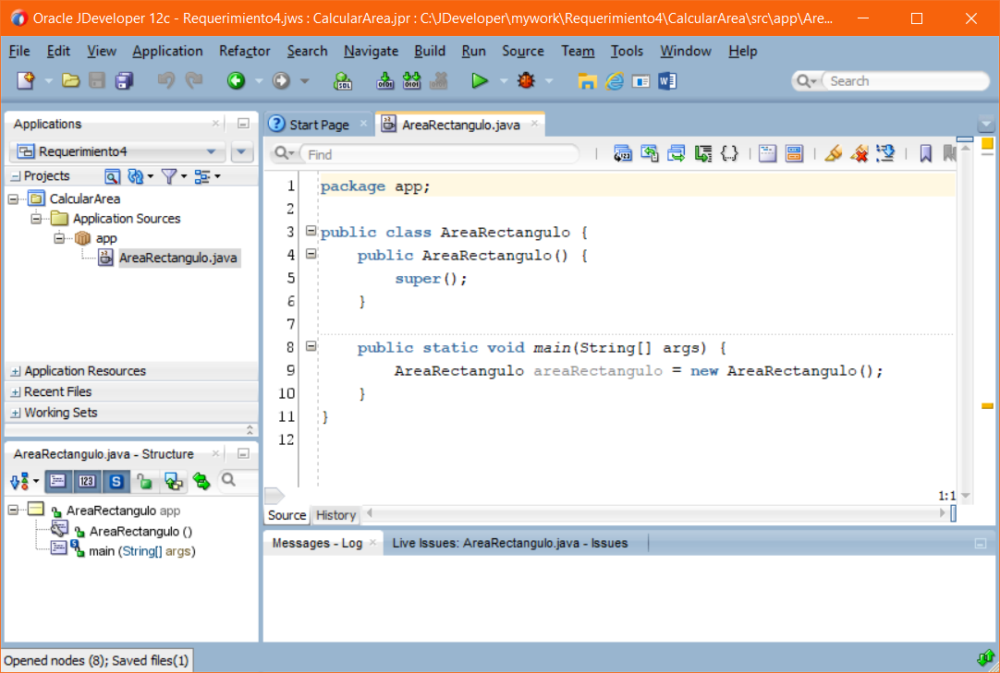 Oracle JDeveloper 12c - Requerimiento4.jws : CalcularArea.jpr : C:\JDeveloper\mywork\Requerimiento4\CalcularArea\src\app\Are...
File Edit View Application Refactor Search Navigate Build Run Source Team Tools Window Help
Search
Applications
Requerimiento4
Projects
CalcularArea
Application Sources
app
AreaRectangulo.java
Application Resources
Recent Files
Working Sets
AreaRectangulo.java - Structure
AreaRectangulo app
AreaRectangulo ()
main (String[] args)
Start Page
AreaRectangulo.java
Find
1 package app;
2
3 public class AreaRectangulo {
4     public AreaRectangulo() {
5         super();
6     }
7
8     public static void main(String[] args) {
9         AreaRectangulo areaRectangulo = new AreaRectangulo();
10     }
11 }
12
1:1
Source History
Messages - Log
Live Issues: AreaRectangulo.java - Issues
Opened nodes (8); Saved files(1)